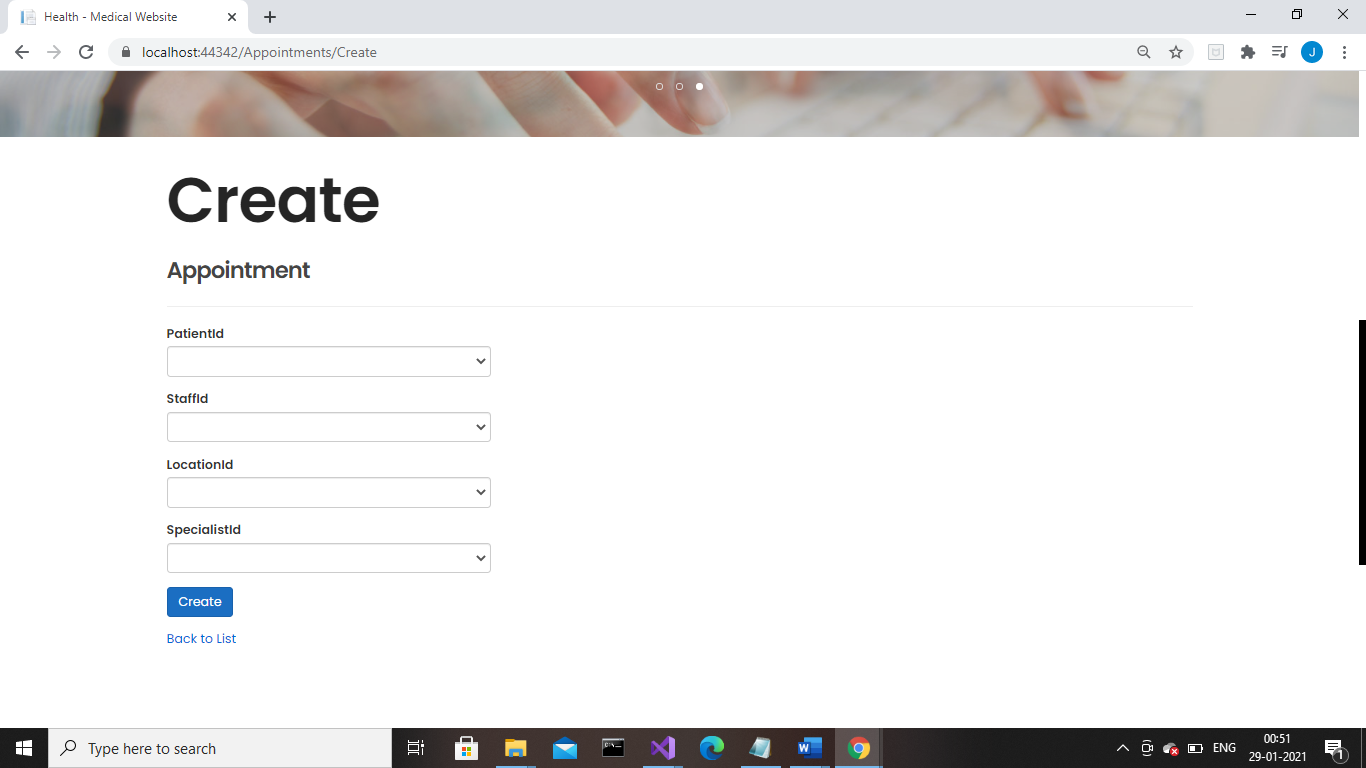 Health - Medical Website
localhost:44342/Appointments/Create
J
Create
Appointment
PatientId
StaffId
LocationId
SpecialistId
Create
Back to List
Type here to search
ENG
00:51
29-01-2021
1